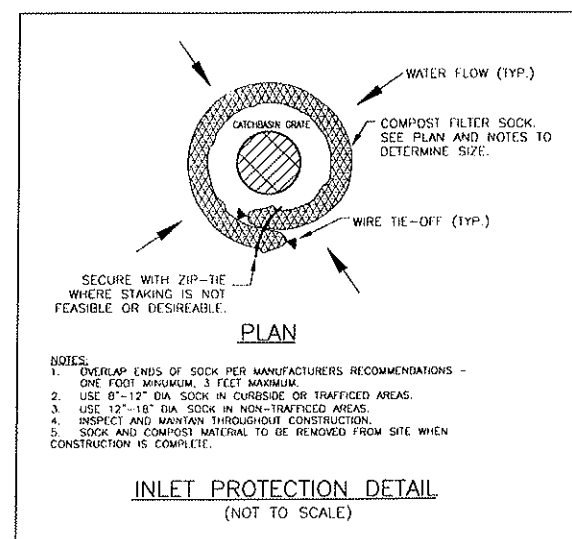 WATER FLOW (TYP.)
CATCHBASIN GRATE
COMPOST FILTER SOCK.
SEE PLAN AND NOTES TO
DETERMINE SIZE.
WIRE TIE-OFF (TYP.)
SECURE WITH ZIP-TIE
WHERE STAKING IS NOT
FEASIBLE OR DESIREABLE.
PLAN
NOTES:
1. OVERLAP ENDS OF SOCK PER MANUFACTURERS RECOMMENDATIONS -
ONE FOOT MINUMUM, 3 FEET MAXIMUM.
2. USE 8"-12" DIA SOCK IN CURBSIDE OR TRAFFICED AREAS.
3. USE 12"-18" DIA SOCK IN NON-TRAFFICED AREAS.
4. INSPECT AND MAINTAIN THROUGHOUT CONSTRUCTION.
5. SOCK AND COMPOST MATERIAL TO BE REMOVED FROM SITE WHEN
CONSTRUCTION IS COMPLETE.
INLET PROTECTION DETAIL
(NOT TO SCALE)